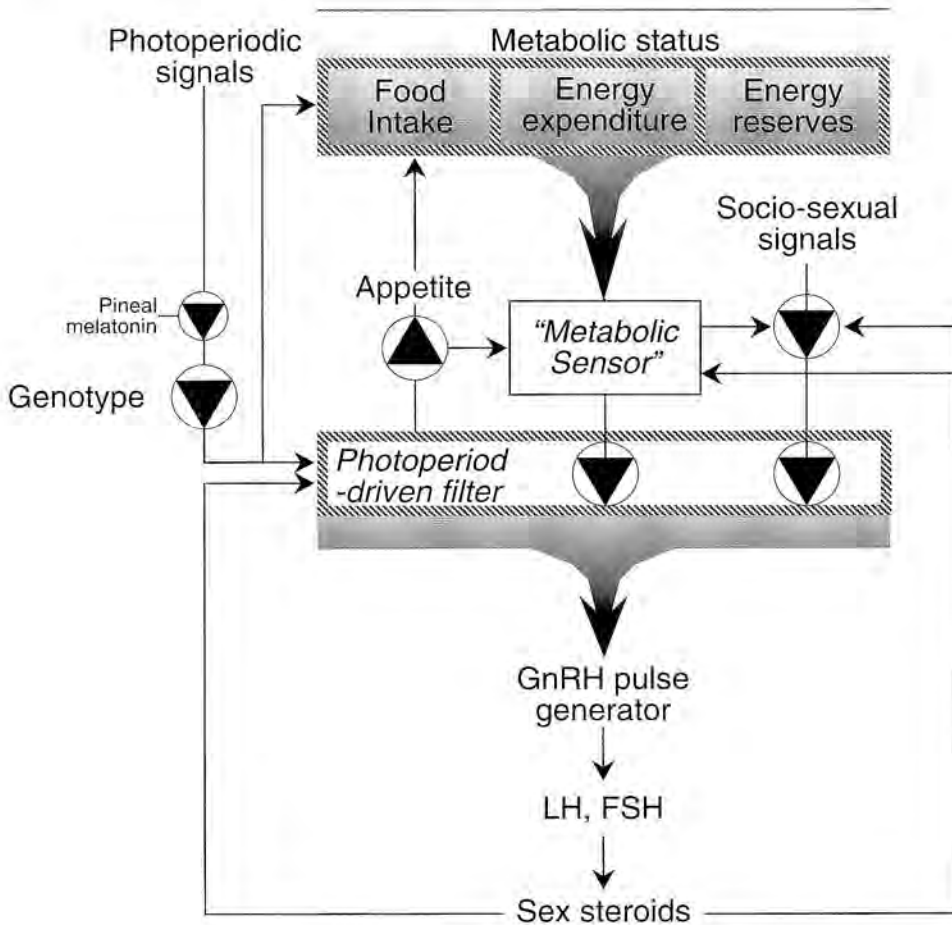 Photoperiodic
signals
Metabolic status
Food
Intake
Energy
expenditure
Energy
reserves
Socio-sexual
signals
Pineal
melatonin
Appetite
"Metabolic
Sensor"
Genotype
Photoperiod
-driven filter
GnRH pulse
generator
LH, FSH
Sex steroids